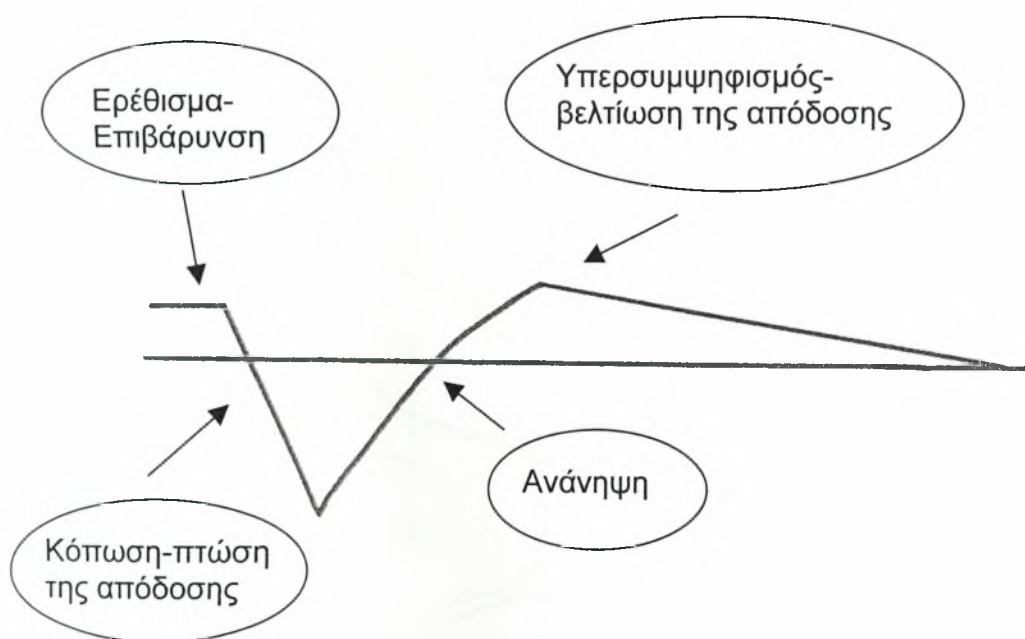 Ερέθισμα-
Επιβάρυνση
Υπερσυμψηφισμός-
βελτίωση της απόδοσης
Ανάνηψη
Κόπωση-πτώση
της απόδοσης